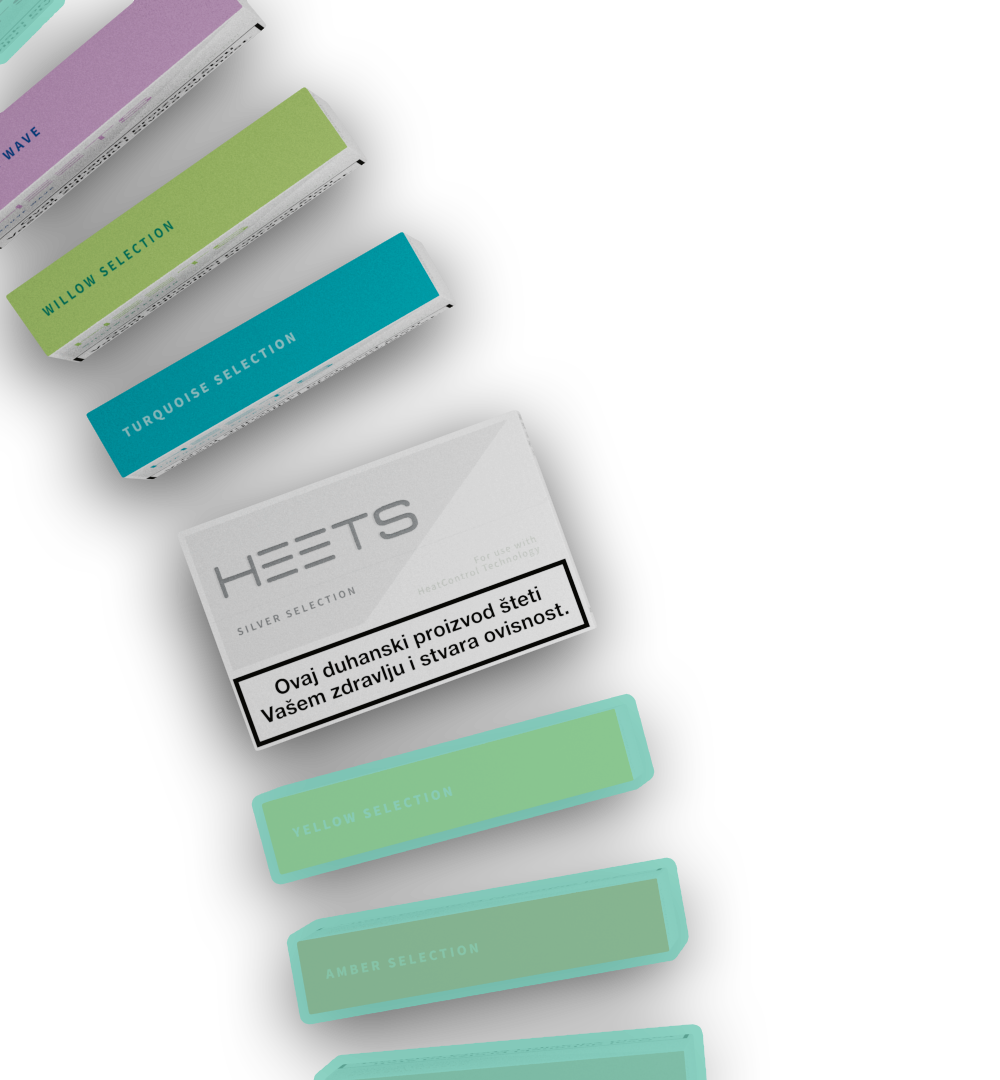 WAVE
WILLOW SELECTION
TURQUOISE SELECTION
HEETS
SILVER SELECTION
For use with
HeatControl Technology
Ovaj duhanski proizvod šteti
Vašem zdravlju i stvara ovisnost.
YELLOW SELECTION
AMBER SELECTION